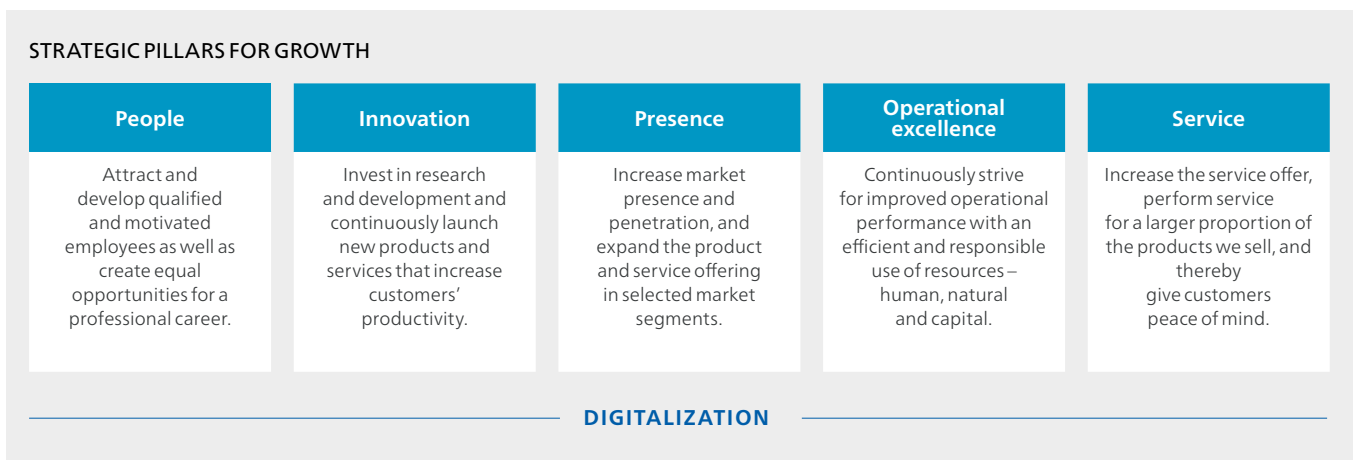 STRATEGIC PILLARS FOR GROWTH
People
Attract and
develop qualified
and motivated
employees as well as
create equal
opportunities for a
professional career.
Innovation
Invest in research
and development and
continuously launch
new products and
services that increase
customers’
productivity.
Presence
Increase market
presence and
penetration, and
expand the product
and service offering
in selected market
segments.
Operational
excellence
Continuously strive
for improved operational
performance with an
efficient and responsible
use of resources –
human, natural
and capital.
Service
Increase the service offer,
perform service
for a larger proportion of
the products we sell, and
thereby
give customers
peace of mind.
DIGITALIZATION